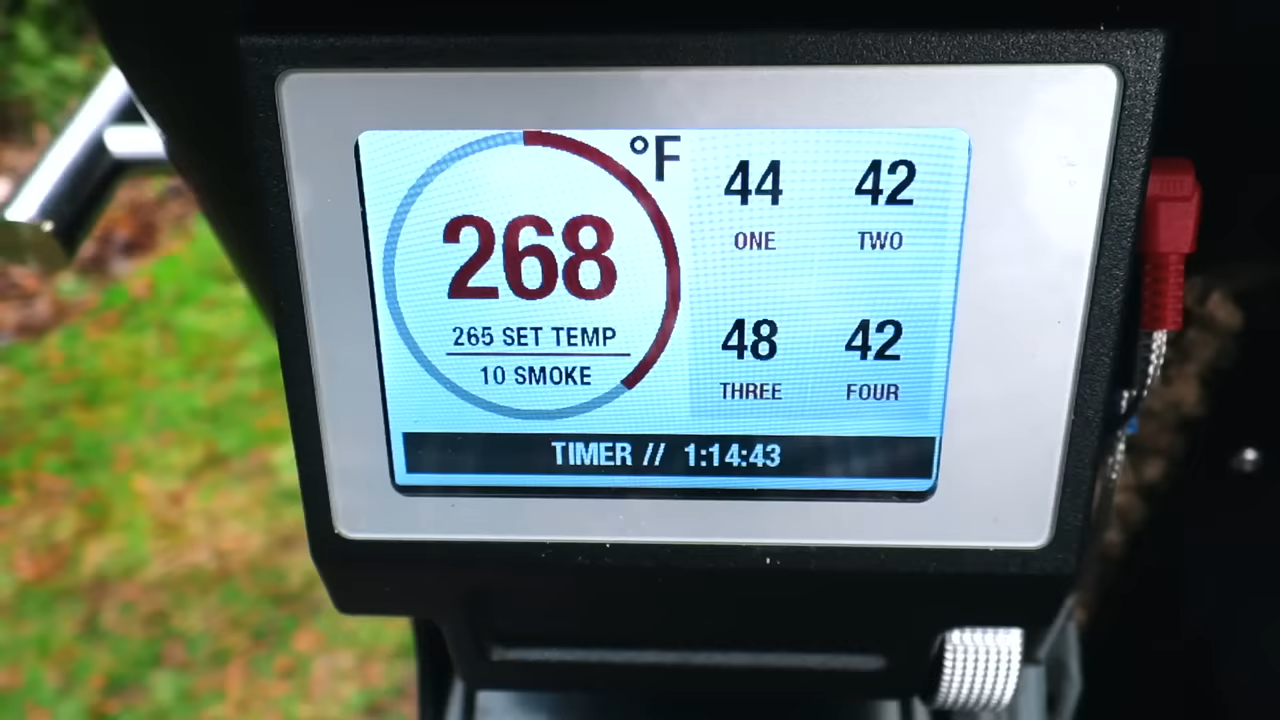 °F
268
265 SET TEMP
10 SMOKE
44 42
ONE TWO
48 42
THREE FOUR
TIMER // 1:14:43